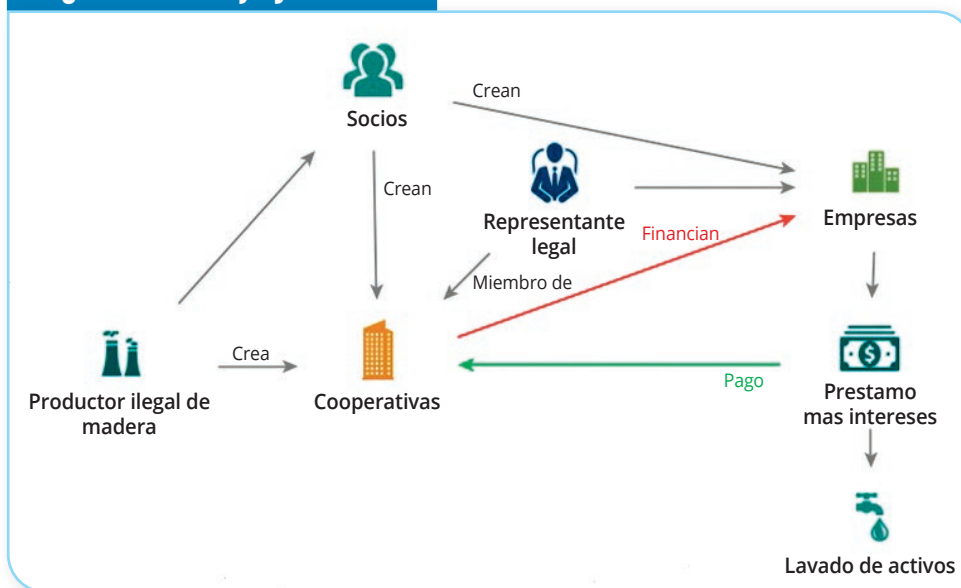 Socios
Crean
Crean
Representante
legal
Empresas
Financian
Miembro de
Crea
Productor ilegal de
madera
Cooperativas
Pago
Prestamo
mas intereses
Lavado de activos